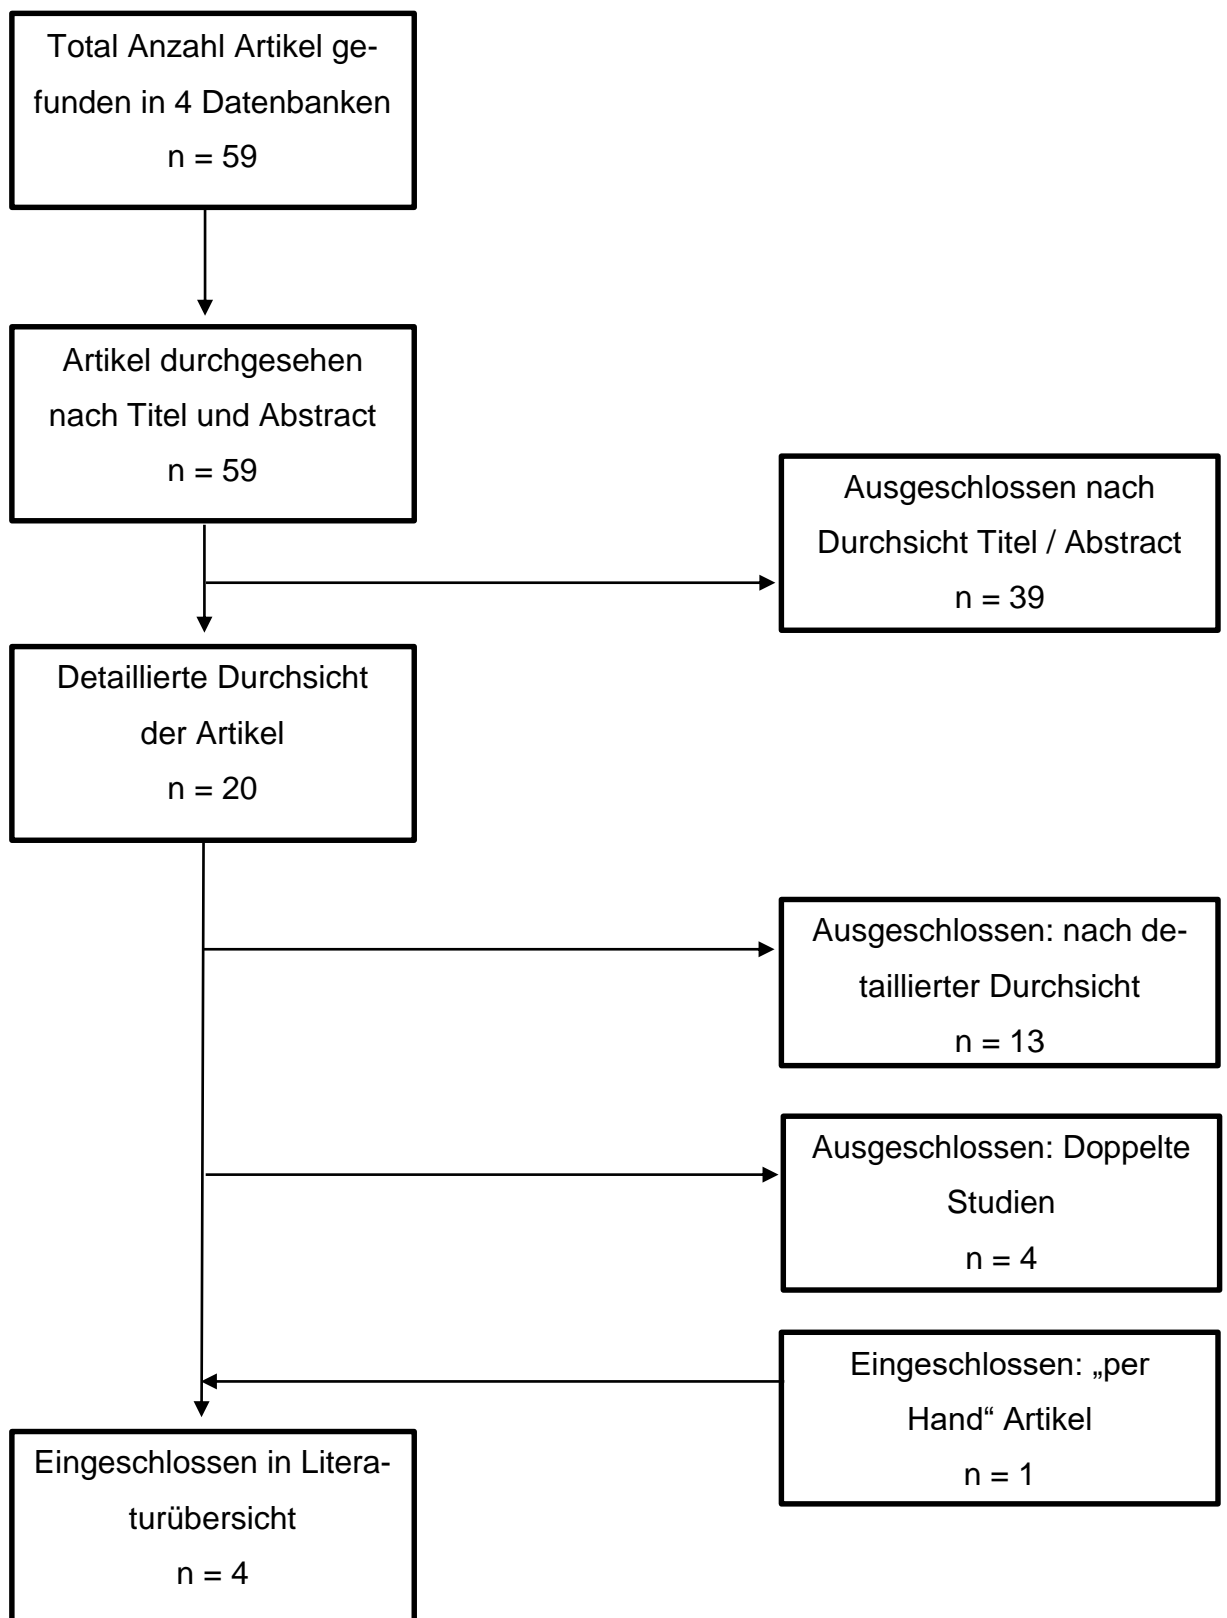 Total Anzahl Artikel ge-
funden in 4 Datenbanken
n = 59
Artikel durchgesehen
nach Titel und Abstract
n = 59
Ausgeschlossen nach
Durchsicht Titel / Abstract
n = 39
Detaillierte Durchsicht
der Artikel
n = 20
Ausgeschlossen: nach de-
taillierter Durchsicht
n = 13
Ausgeschlossen: Doppelte
Studien
n = 4
Eingeschlossen: „per
Hand“ Artikel
n = 1
Eingeschlossen in Litera-
turübersicht
n = 4